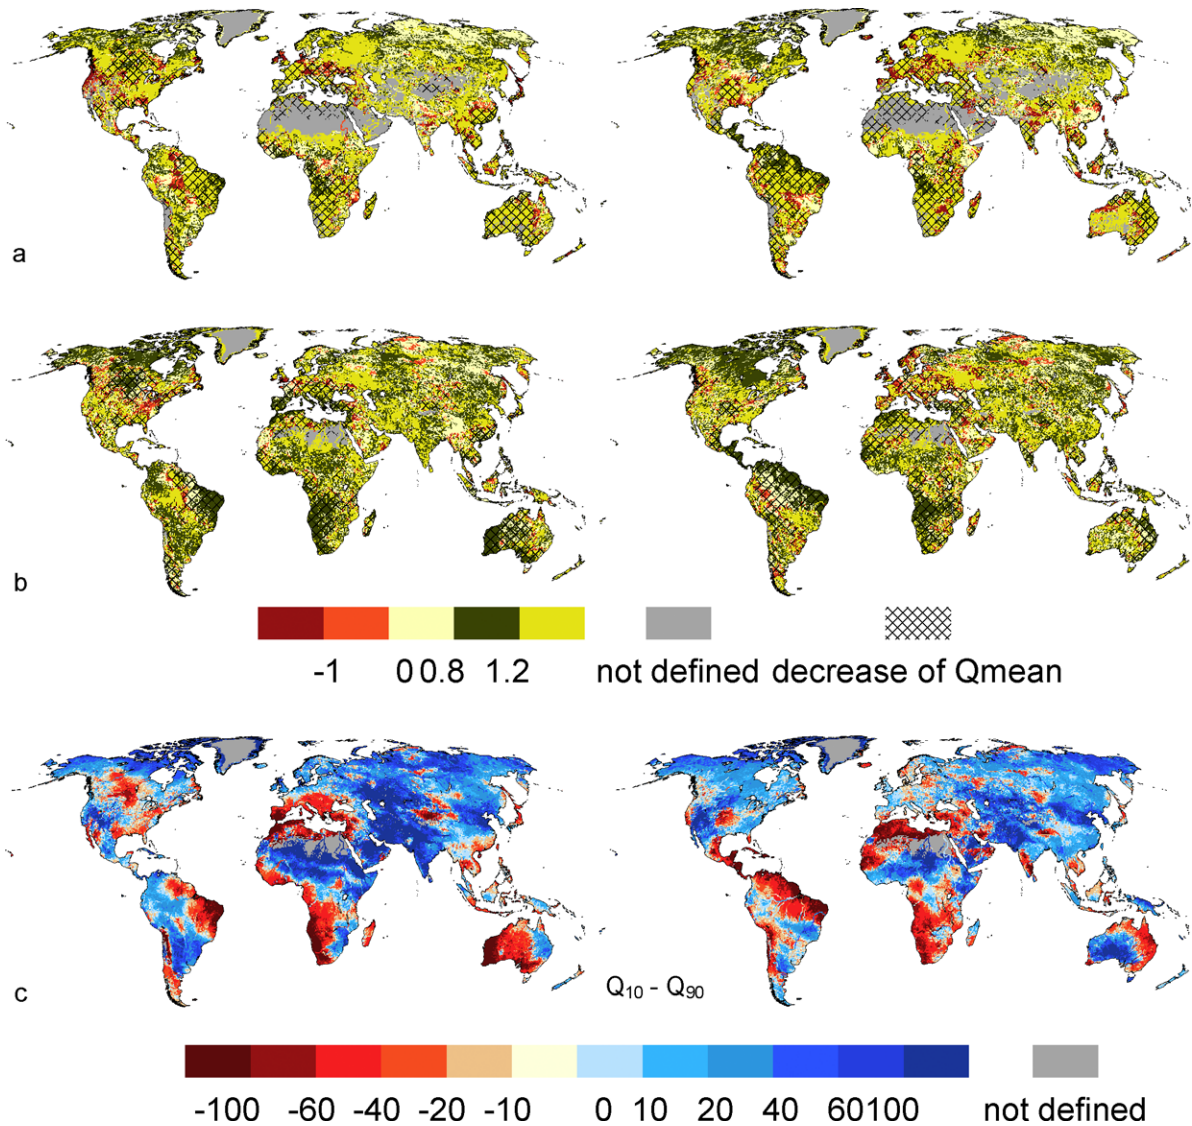 a
b
-1 0 0.8 1.2 not defined decrease of Qmean
c Q₁₀ - Q₉₀
-100 -60 -40 -20 -10 0 10 20 40 60100 not defined